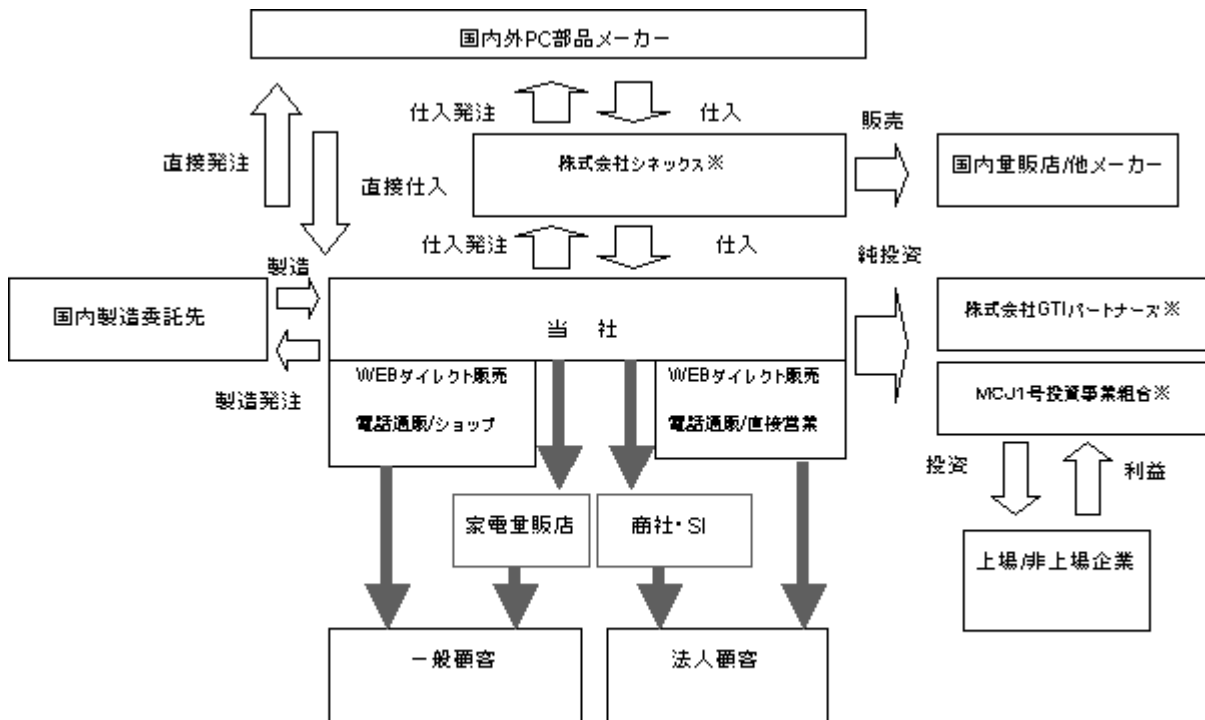 国内外PC部品メーカー
仕入発注
仕入
販売
直接発注
直接仕入
株式会社シネックス※
国内量販店/他メーカー
仕入発注
仕入
純投資
製造
国内製造委託先
当 社
株式会社GTIパートナーズ※
製造発注
WEBダイレクト販売
WEBダイレクト販売
MCJ1号投資事業組合※
電話通販/ショップ
電話通販/直接営業
投資
利益
家電量販店
商社・SI
上場/非上場企業
一般顧客
法人顧客